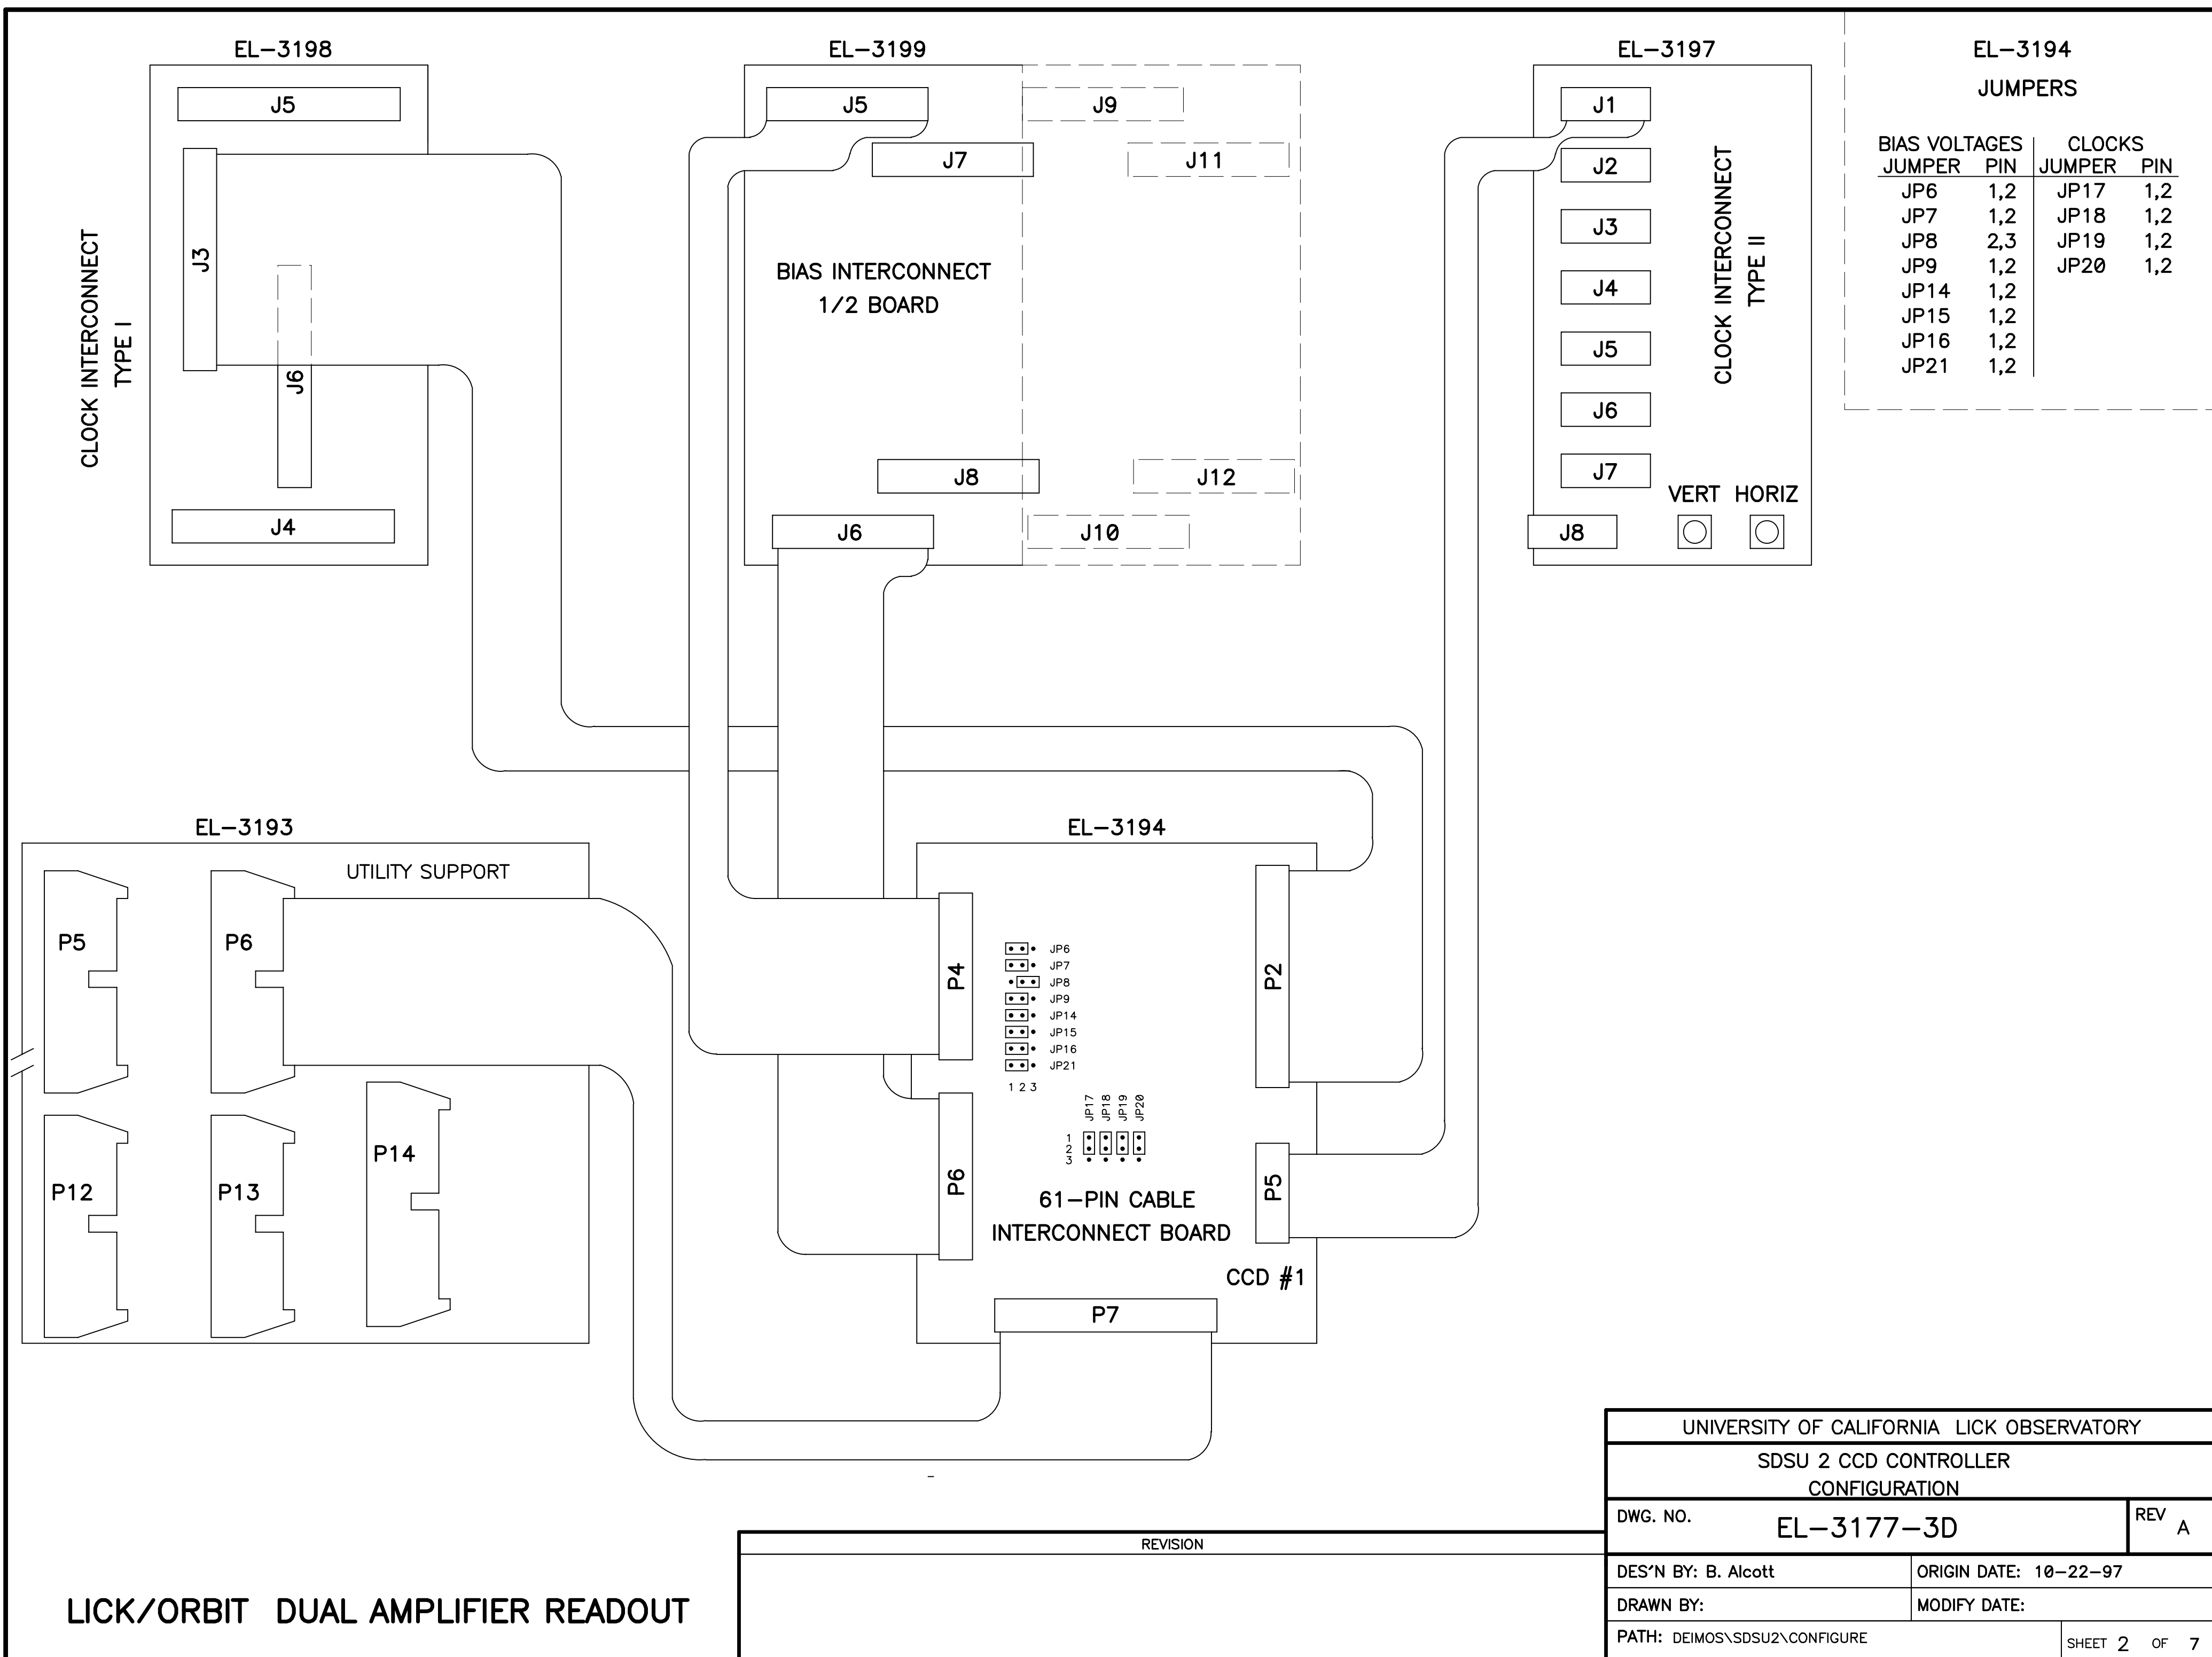 EL-3198
J5
J3
J6
J4
CLOCK INTERCONNECT
TYPE I
EL-3199
J5
J9
J7
J11
BIAS INTERCONNECT
1/2 BOARD
J8
J12
J6
J10
EL-3197
J1
J2
J3
J4
J5
J6
J7
J8
CLOCK INTERCONNECT
TYPE II
VERT HORIZ
EL-3194
JUMPERS
BIAS VOLTAGES CLOCKS
JUMPER PIN JUMPER PIN
JP6 1,2 JP17 1,2
JP7 1,2 JP18 1,2
JP8 2,3 JP19 1,2
JP9 1,2 JP20 1,2
JP14 1,2
JP15 1,2
JP16 1,2
JP21 1,2
EL-3193
UTILITY SUPPORT
P5
P6
P12
P13
P14
EL-3194
P4
P2
JP6
JP7
JP8
JP9
JP14
JP15
JP16
JP21
1 2 3
JP17
JP18
JP19
JP20
1
2
3
P6
P5
61-PIN CABLE
INTERCONNECT BOARD
CCD #1
P7
LICK/ORBIT DUAL AMPLIFIER READOUT
REVISION
UNIVERSITY OF CALIFORNIA LICK OBSERVATORY
SDSU 2 CCD CONTROLLER
CONFIGURATION
DWG. NO. EL-3177-3D REV A
DES'N BY: B. Alcott ORIGIN DATE: 10-22-97
DRAWN BY: MODIFY DATE:
PATH: DEIMOS\SDSU2\CONFIGURE SHEET 2 OF 7